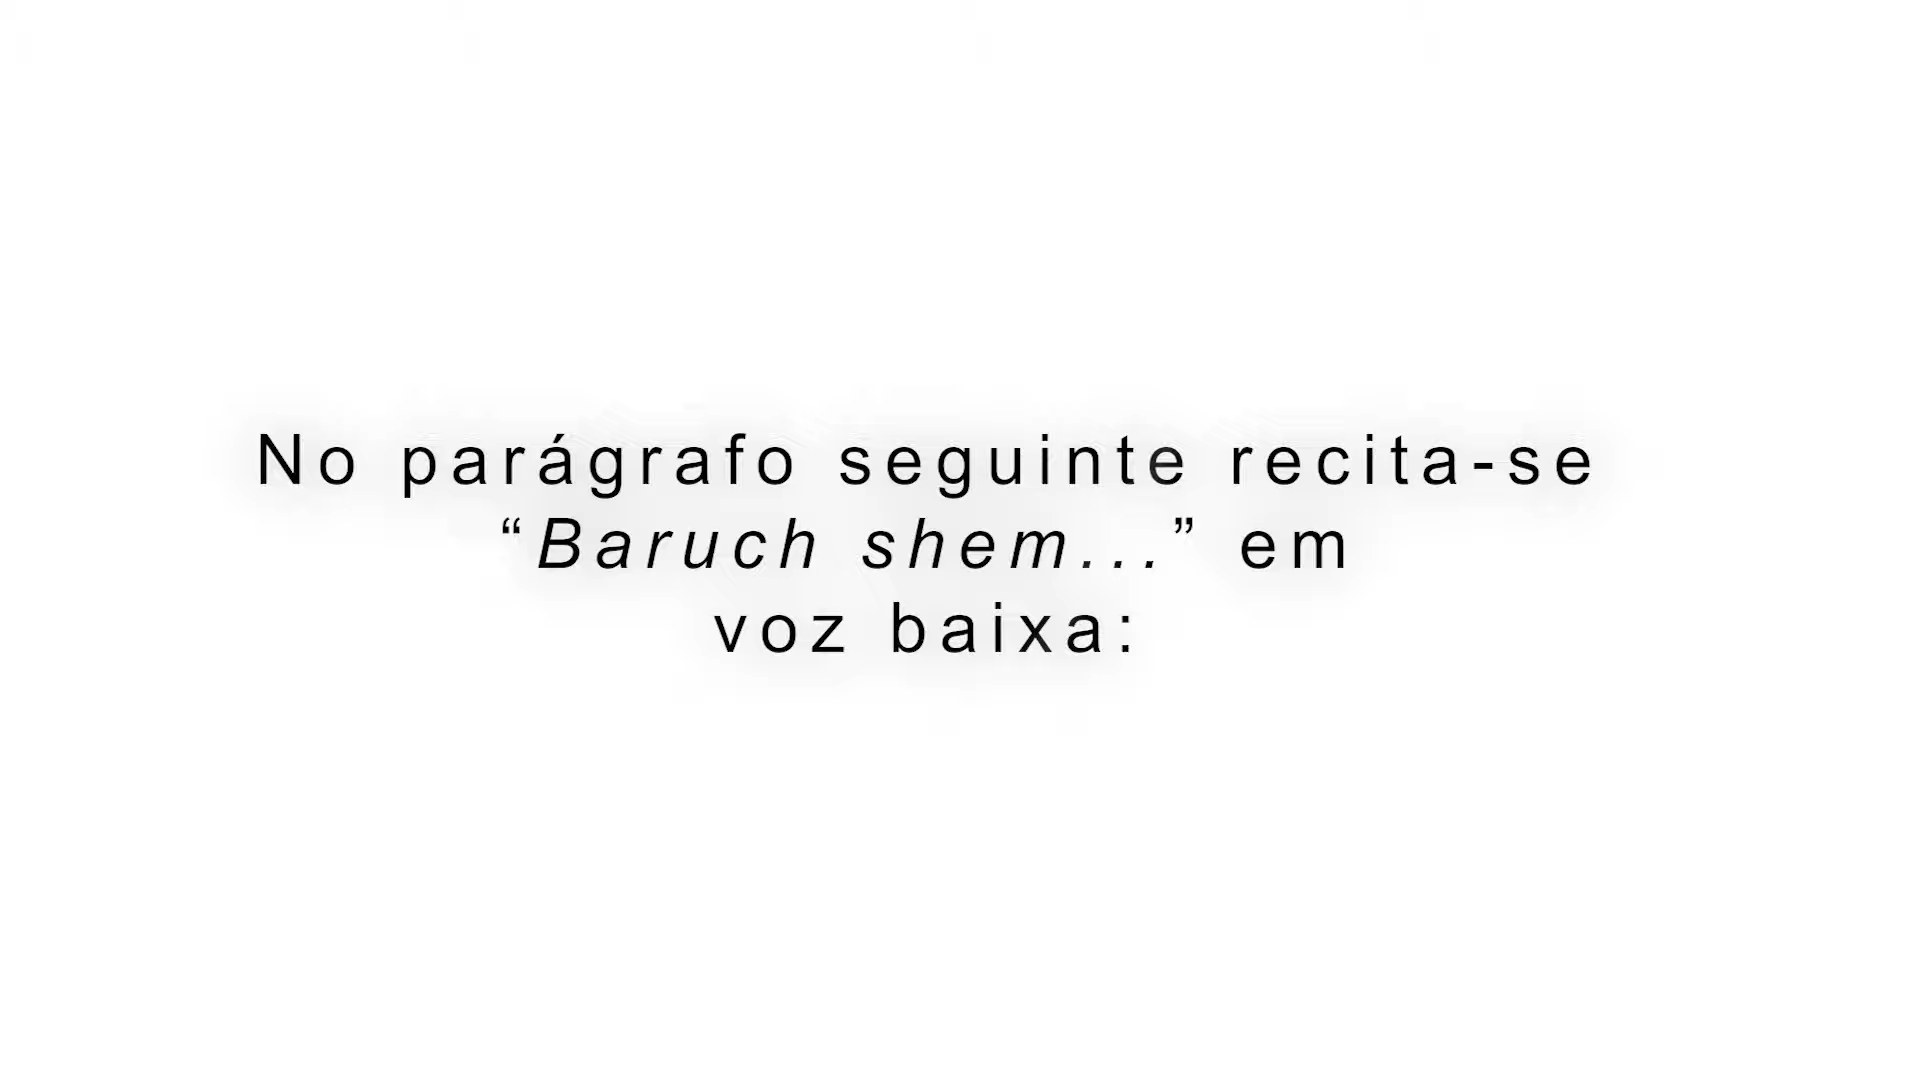 No parágrafo seguinte recita-se
“Baruch shem...” em
voz baixa: